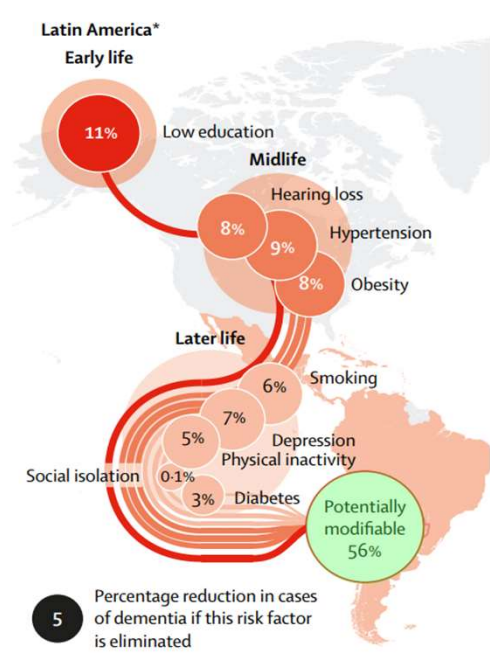 Latin America*
Early life
11%
Low education
Midlife
Hearing loss
8%
Hypertension
9%
8%
Obesity
Later life
6%
Smoking
7%
Depression
5%
Physical inactivity
Social isolation
0·1%
3%
Diabetes
Potentially
modifiable
56%
5
Percentage reduction in cases
of dementia if this risk factor
is eliminated